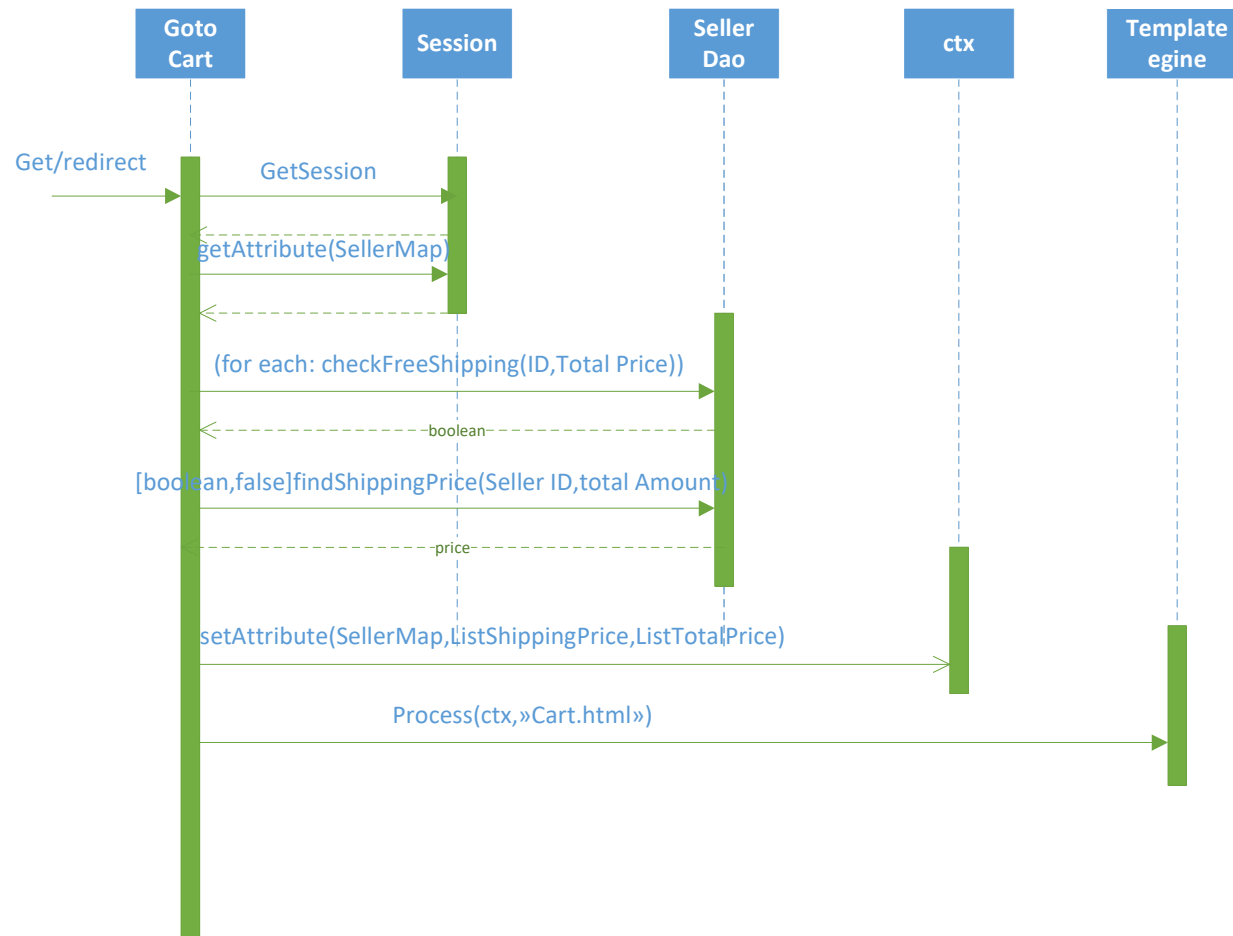 Goto
Cart
Session
Seller
Dao
ctx
Template
egine
Get/redirect
GetSession
getAttribute(SellerMap)
(for each: checkFreeShipping(ID,Total Price))
boolean
[boolean,false]findShippingPrice(Seller ID,total Amount)
price
setAttribute(SellerMap,ListShippingPrice,ListTotalPrice)
Process(ctx,»Cart.html»)